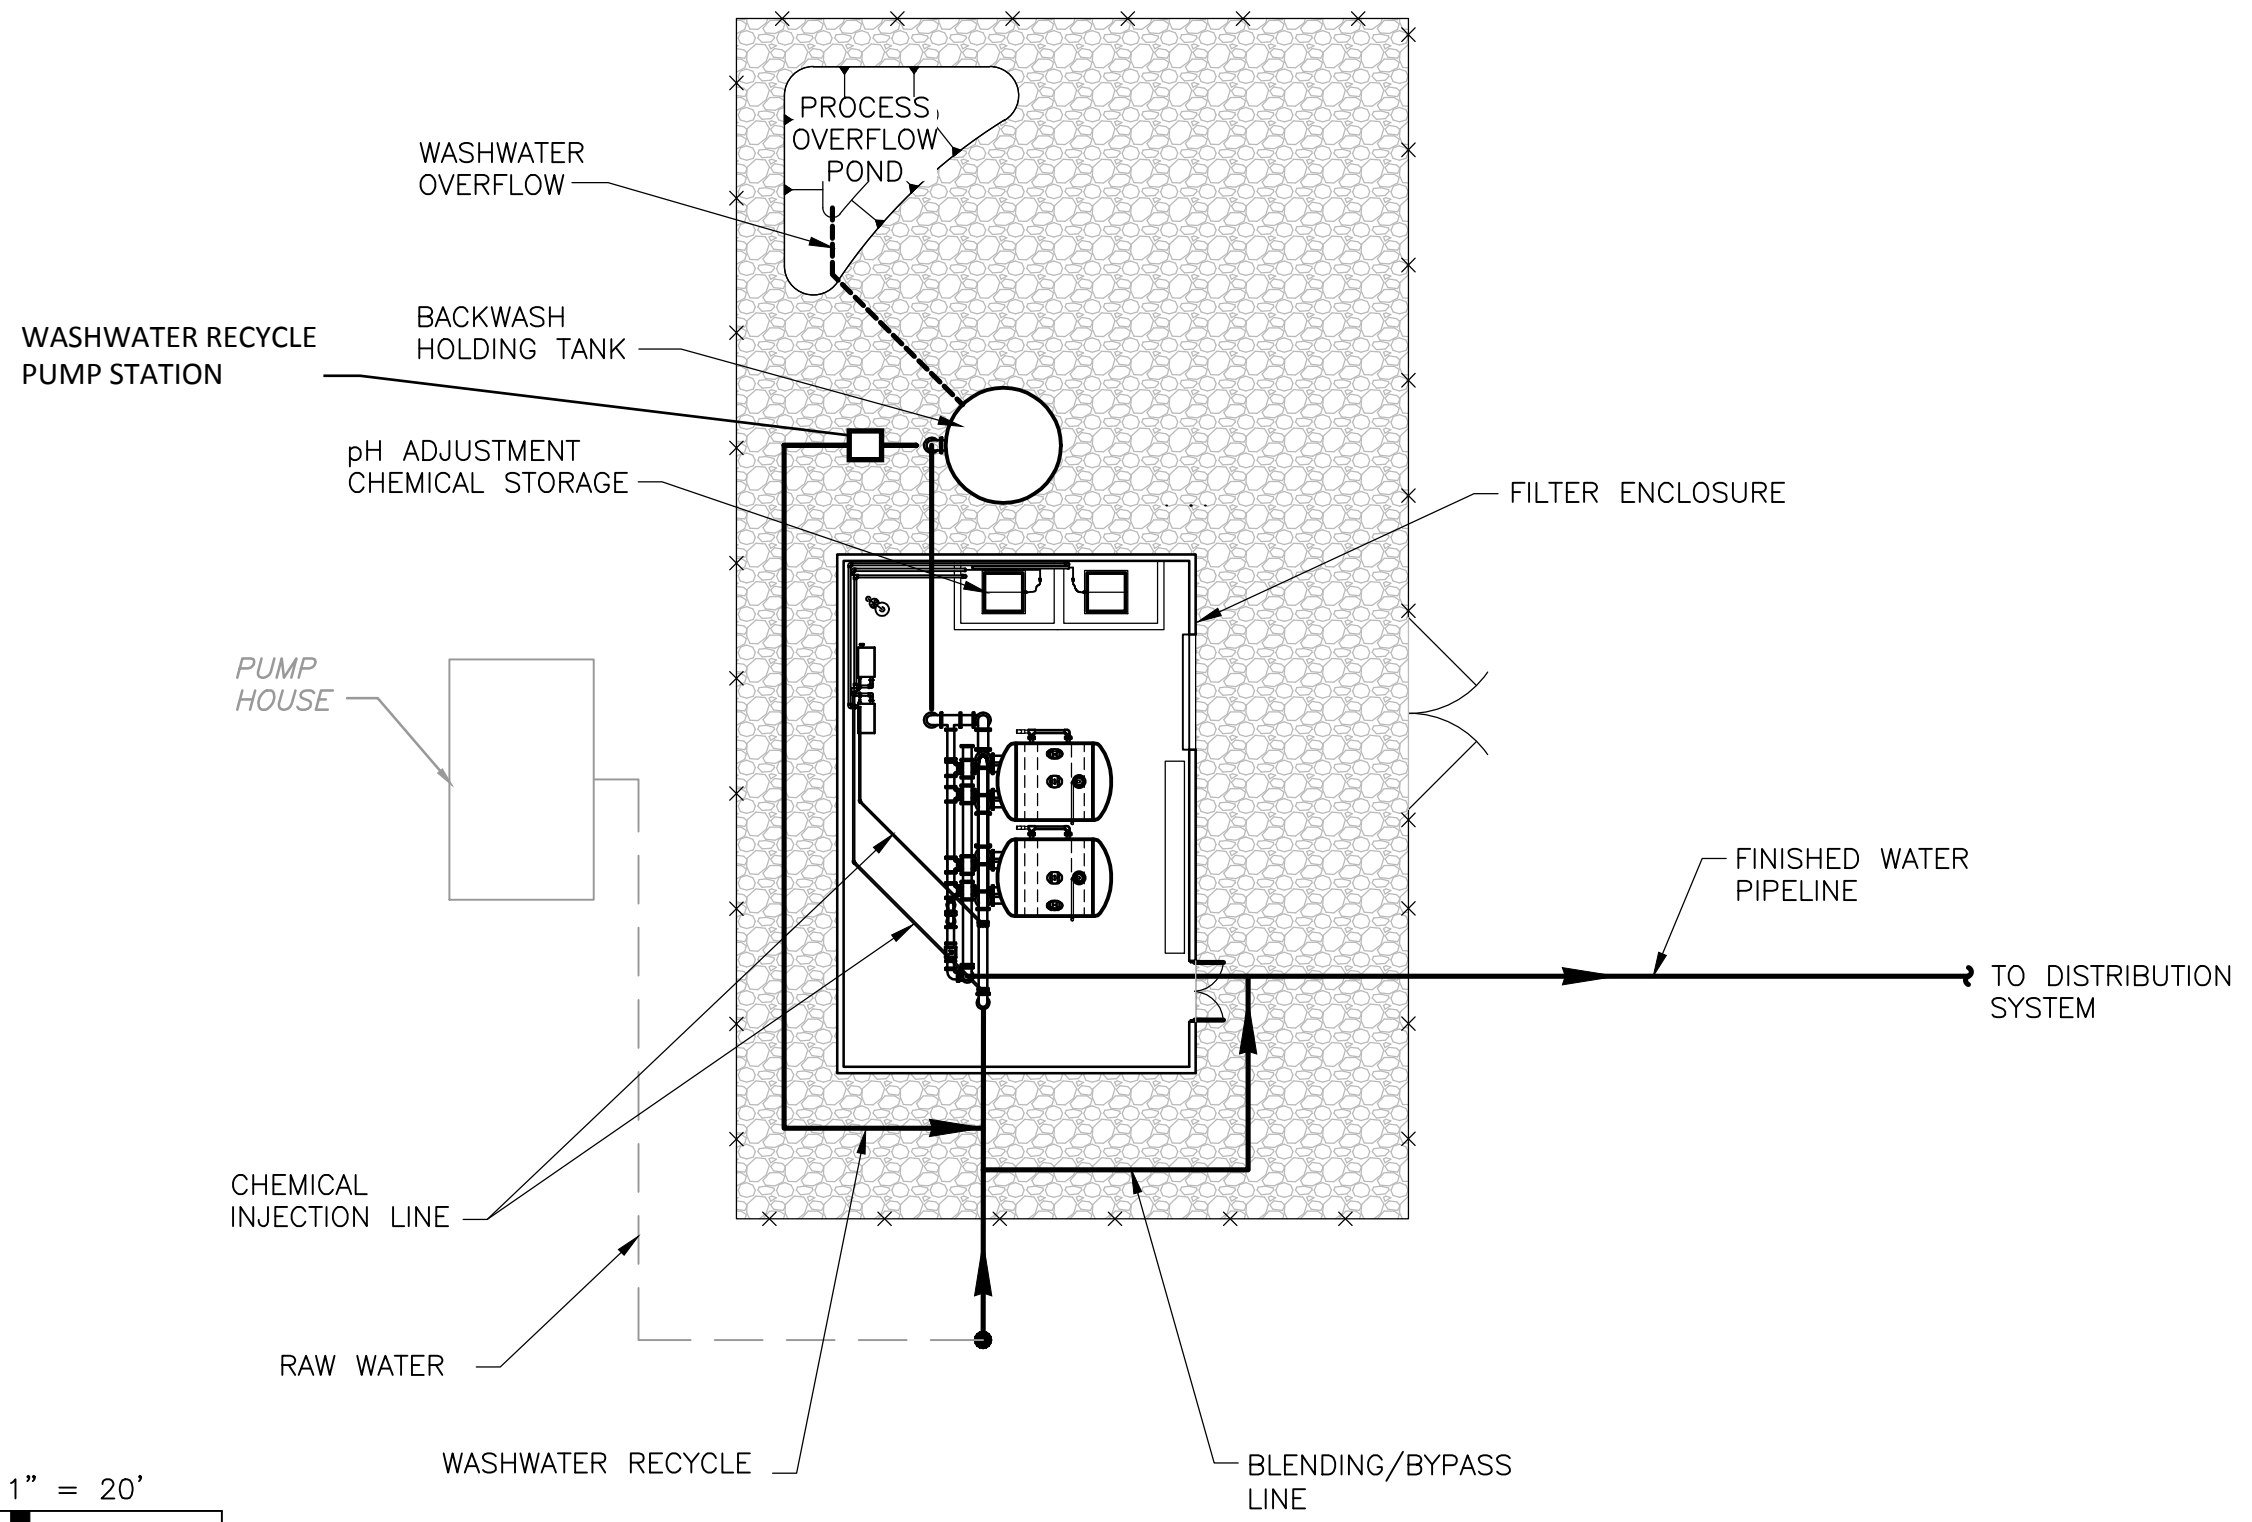 PROCESS
OVERFLOW
POND
WASHWATER
OVERFLOW
BACKWASH
HOLDING TANK
WASHWATER RECYCLE
PUMP STATION
pH ADJUSTMENT
CHEMICAL STORAGE
FILTER ENCLOSURE
PUMP
HOUSE
FINISHED WATER
PIPELINE
TO DISTRIBUTION
SYSTEM
CHEMICAL
INJECTION LINE
RAW WATER
WASHWATER RECYCLE
BLENDING/BYPASS
LINE
1" = 20'